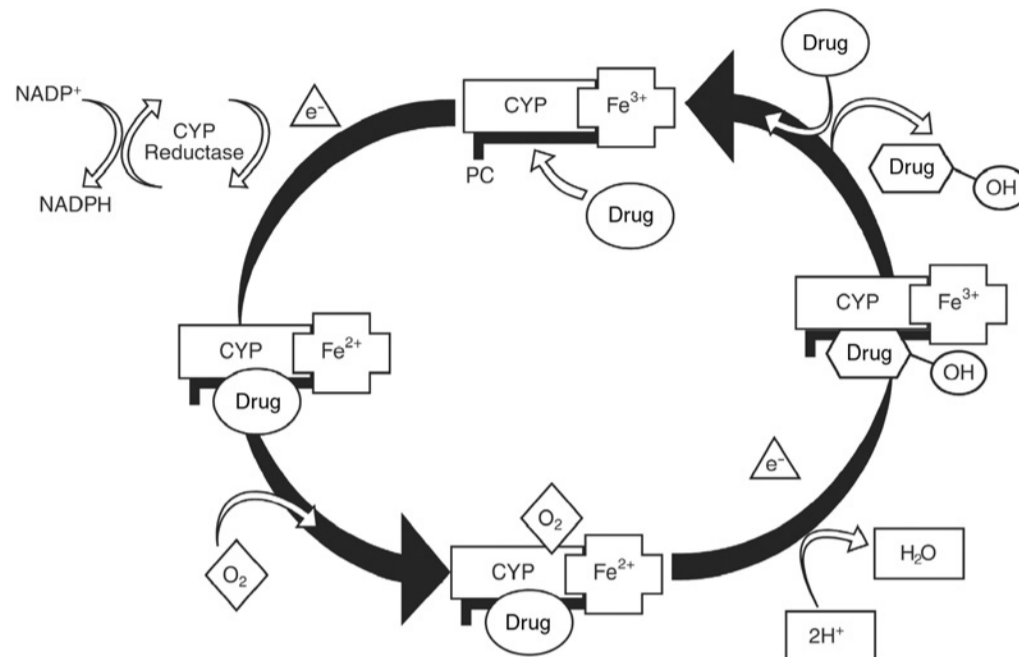 Drug
CYP
Fe3+
NADP+
e−
CYP
Reductase
PC
Drug
NADPH
Drug
OH
CYP
Fe3+
Drug
OH
CYP
Fe2+
Drug
e−
O2
O2
CYP
Fe2+
Drug
H2O
2H+